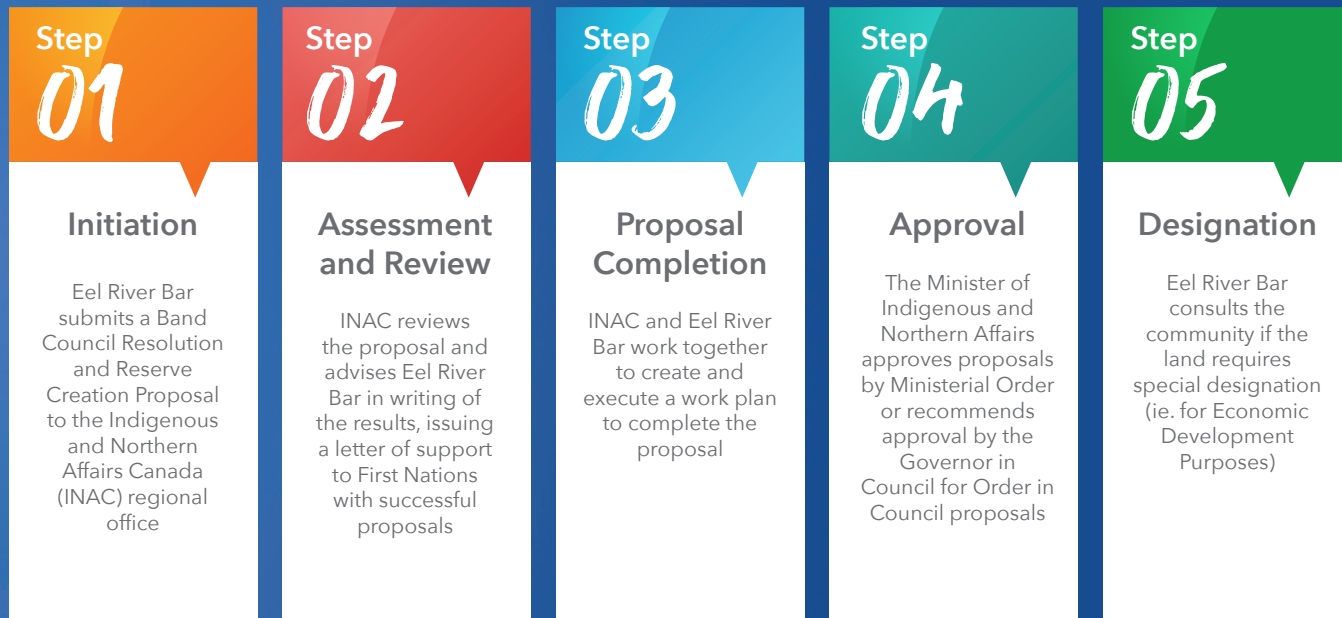 Step
01
Initiation
Eel River Bar
submits a Band
Council Resolution
and Reserve
Creation Proposal
to the Indigenous
and Northern
Affairs Canada
(INAC) regional
office
Step
02
Assessment
and Review
INAC reviews
the proposal and
advises Eel River
Bar in writing of
the results, issuing
a letter of support
to First Nations
with successful
proposals
Step
03
Proposal
Completion
INAC and Eel River
Bar work together
to create and
execute a work plan
to complete the
proposal
Step
04
Approval
The Minister of
Indigenous and
Northern Affairs
approves proposals
by Ministerial Order
or recommends
approval by the
Governor in
Council for Order in
Council proposals
Step
05
Designation
Eel River Bar
consults the
community if the
land requires
special designation
(ie. for Economic
Development
Purposes)